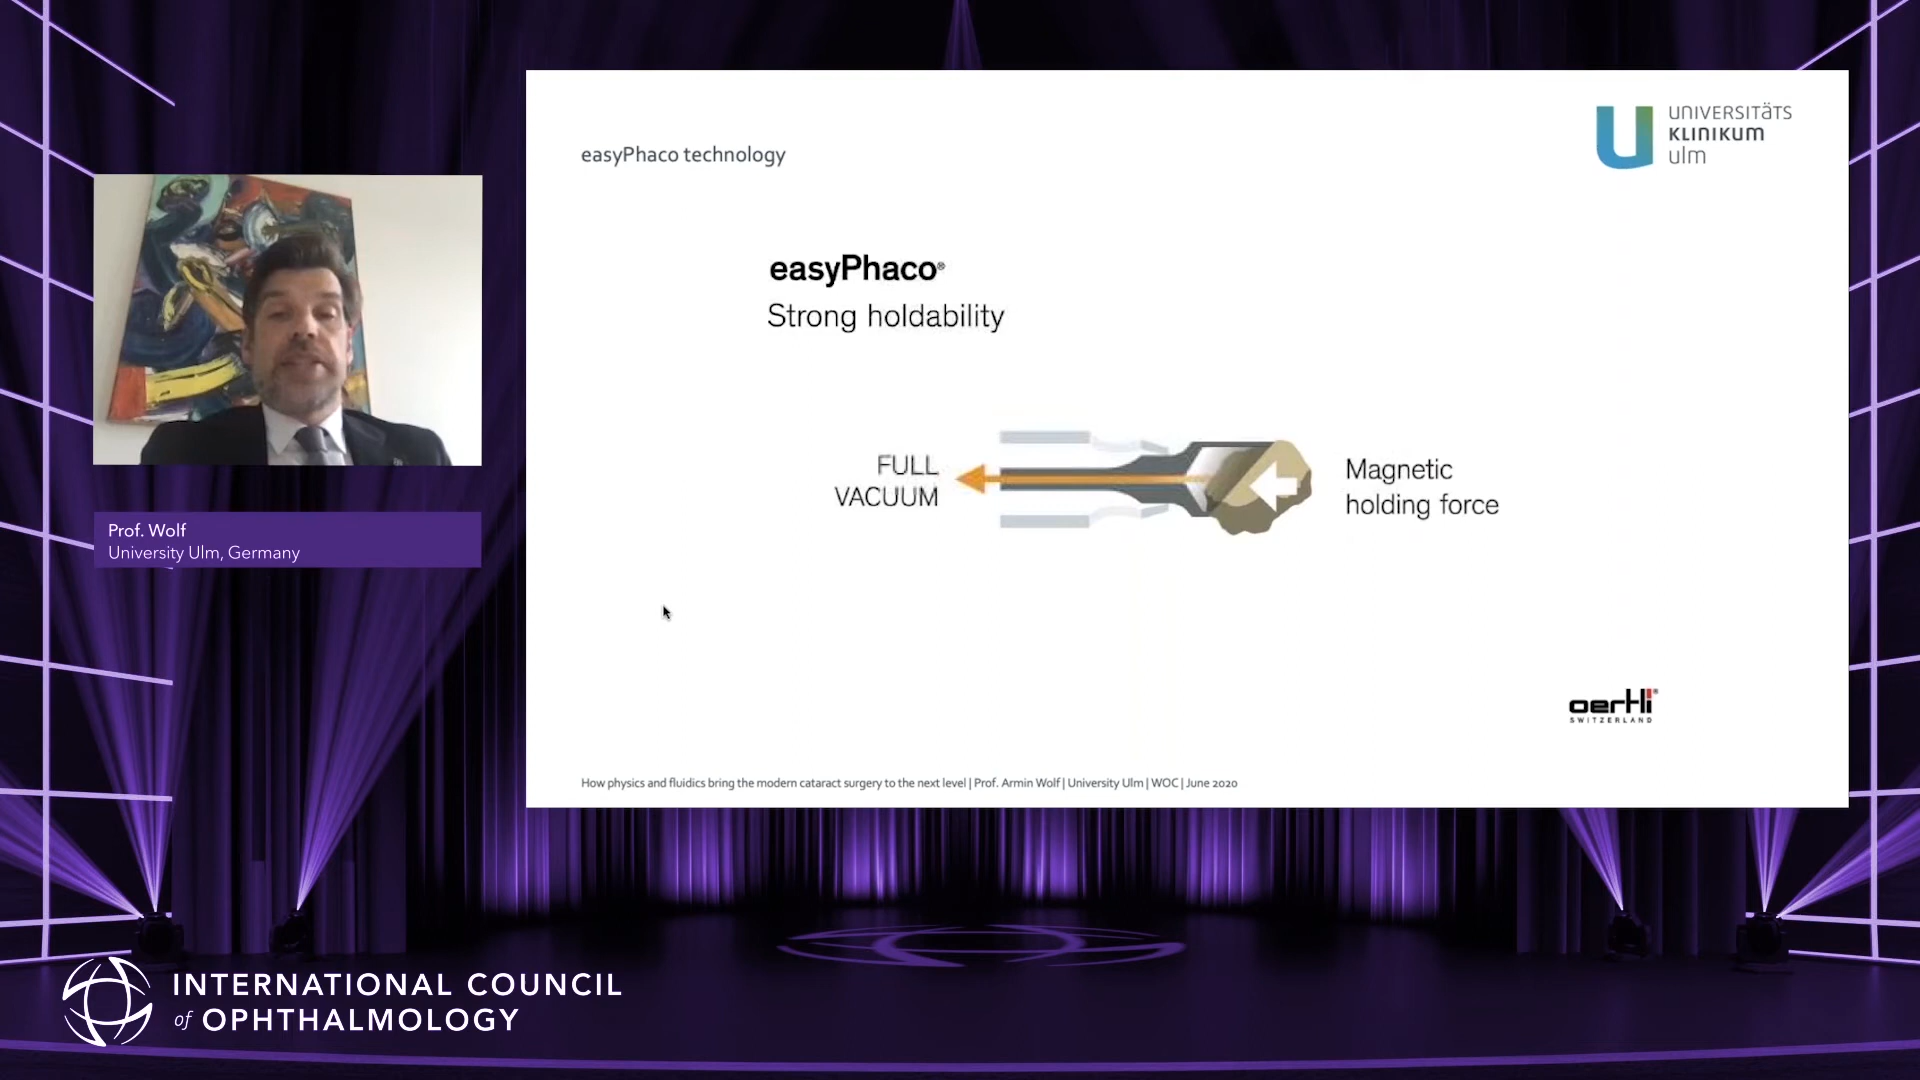 easyPhaco technology
UNIVERSITÄTS
KLINIKUM
ulm
easyPhaco®
Strong holdability
FULL
VACUUM
Magnetic
holding force
Prof. Wolf
University Ulm, Germany
oertli®
SWITZERLAND
How physics and fluidics bring the modern cataract surgery to the next level | Prof. Armin Wolf | University Ulm | WOC | June 2020
INTERNATIONAL COUNCIL
of OPHTHALMOLOGY